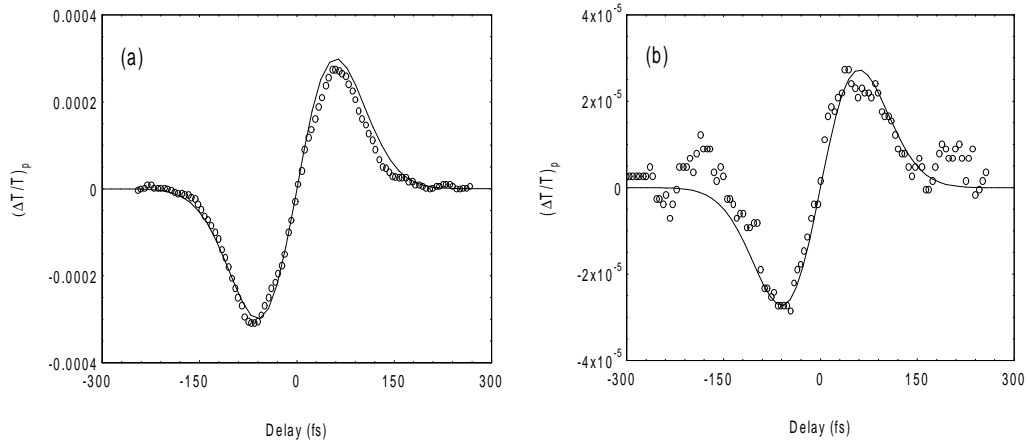 (a)
0.0004
0.0002
0
-0.0002
-0.0004
(ΔT/T)p
-300
-150
0
150
300
Delay (fs)
(b)
4x10-5
2x10-5
0
-2x10-5
-4x10-5
(ΔT/T)p
-300
-150
0
150
300
Delay (fs)